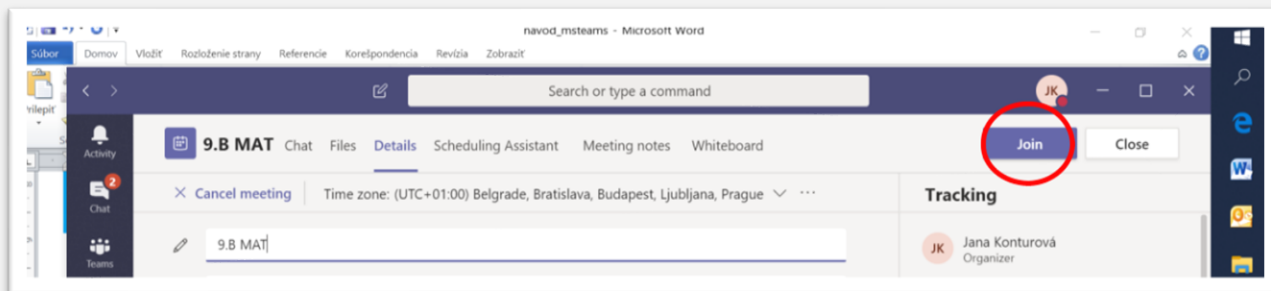 navod_msteams - Microsoft Word
Súbor Domov Vložiť Rozloženie strany Referencie Korešpondencia Revízia Zobraziť
Prilepiť
Search or type a command JK
Activity
9.B MAT Chat Files Details Scheduling Assistant Meeting notes Whiteboard Join Close
2
Chat
Cancel meeting Time zone: (UTC+01:00) Belgrade, Bratislava, Budapest, Ljubljana, Prague Tracking
9.B MAT
JK Jana Konturová
Organizer
Teams